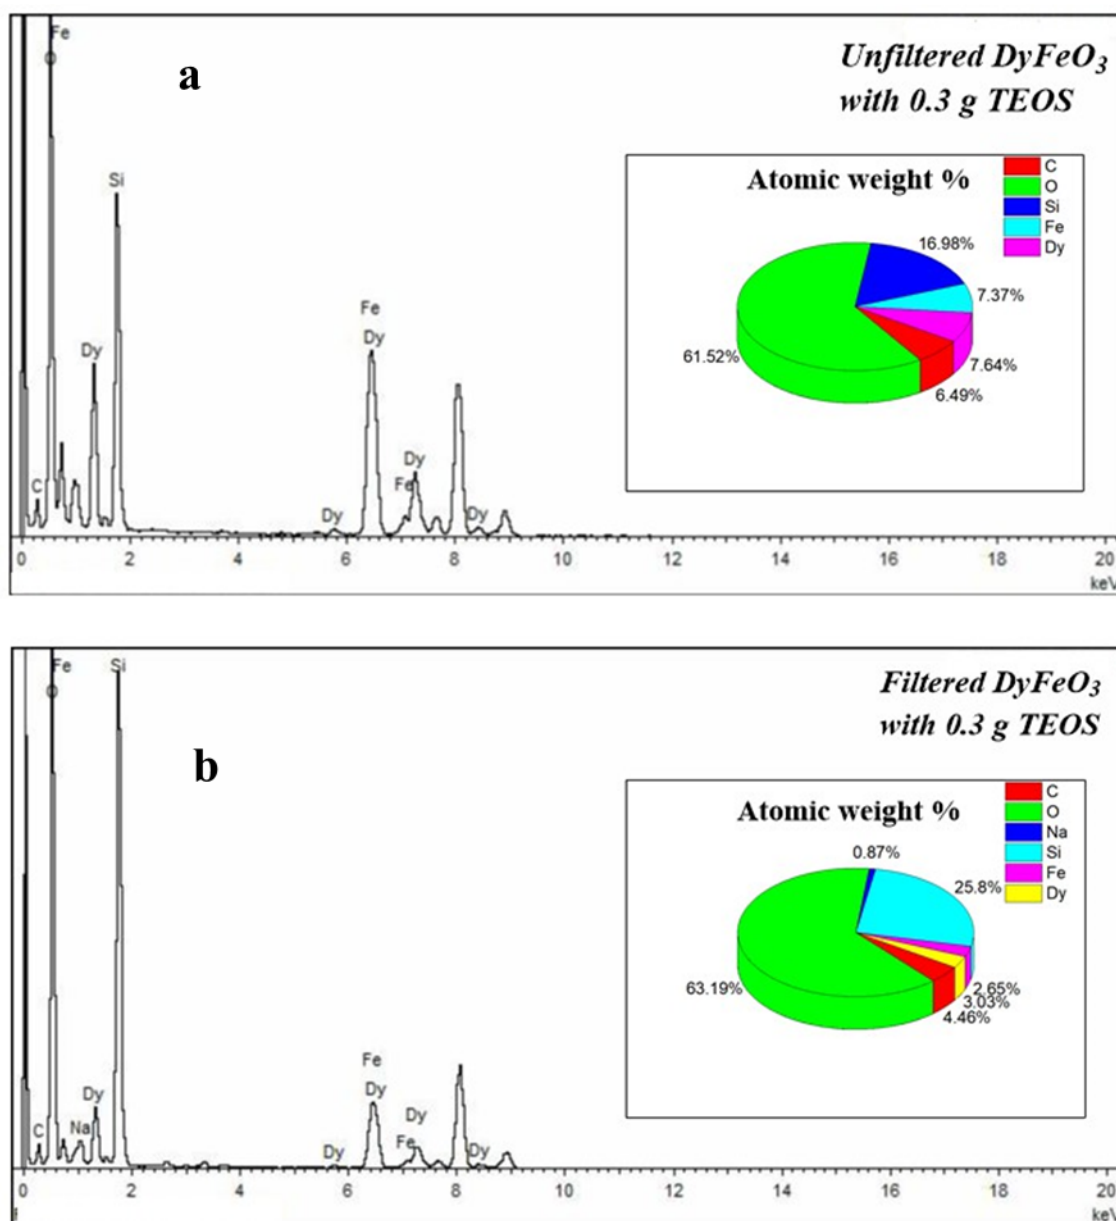 Fe
O
a
Unfiltered DyFeO3
with 0.3 g TEOS
Atomic weight %
C
O
Si
Fe
Dy
16.98%
7.37%
7.64%
6.49%
61.52%
Si
Dy
C
Fe
Dy
Dy
Fe
Dy
Dy
0 2 4 6 8 10 12 14 16 18 20
keV
Fe
O
Si
b
Filtered DyFeO3
with 0.3 g TEOS
Atomic weight %
C
O
Na
Si
Fe
Dy
0.87%
25.8%
2.65%
3.03%
4.46%
63.19%
Fe
Dy
Dy
Na
C
Dy
Fe
Dy
Dy
0 2 4 6 8 10 12 14 16 18 20
keV